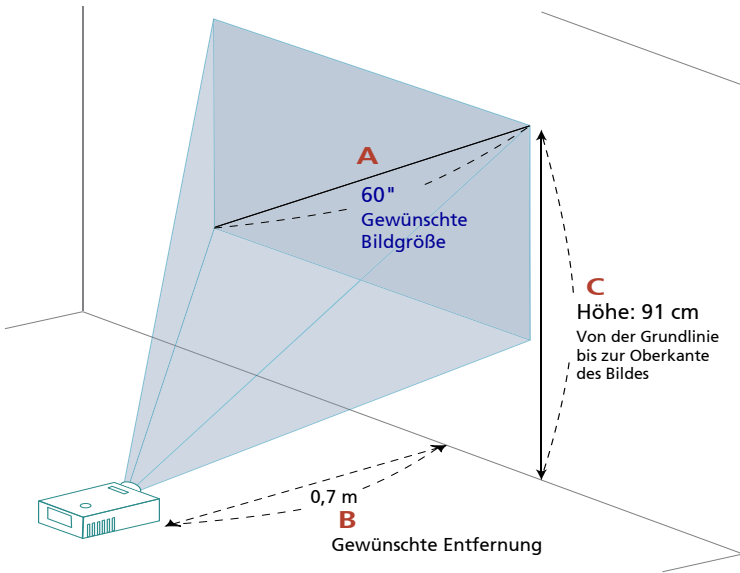 A
60"
Gewünschte
Bildgröße
C
Höhe: 91 cm
Von der Grundlinie
bis zur Oberkante
des Bildes
0,7 m
B
Gewünschte Entfernung